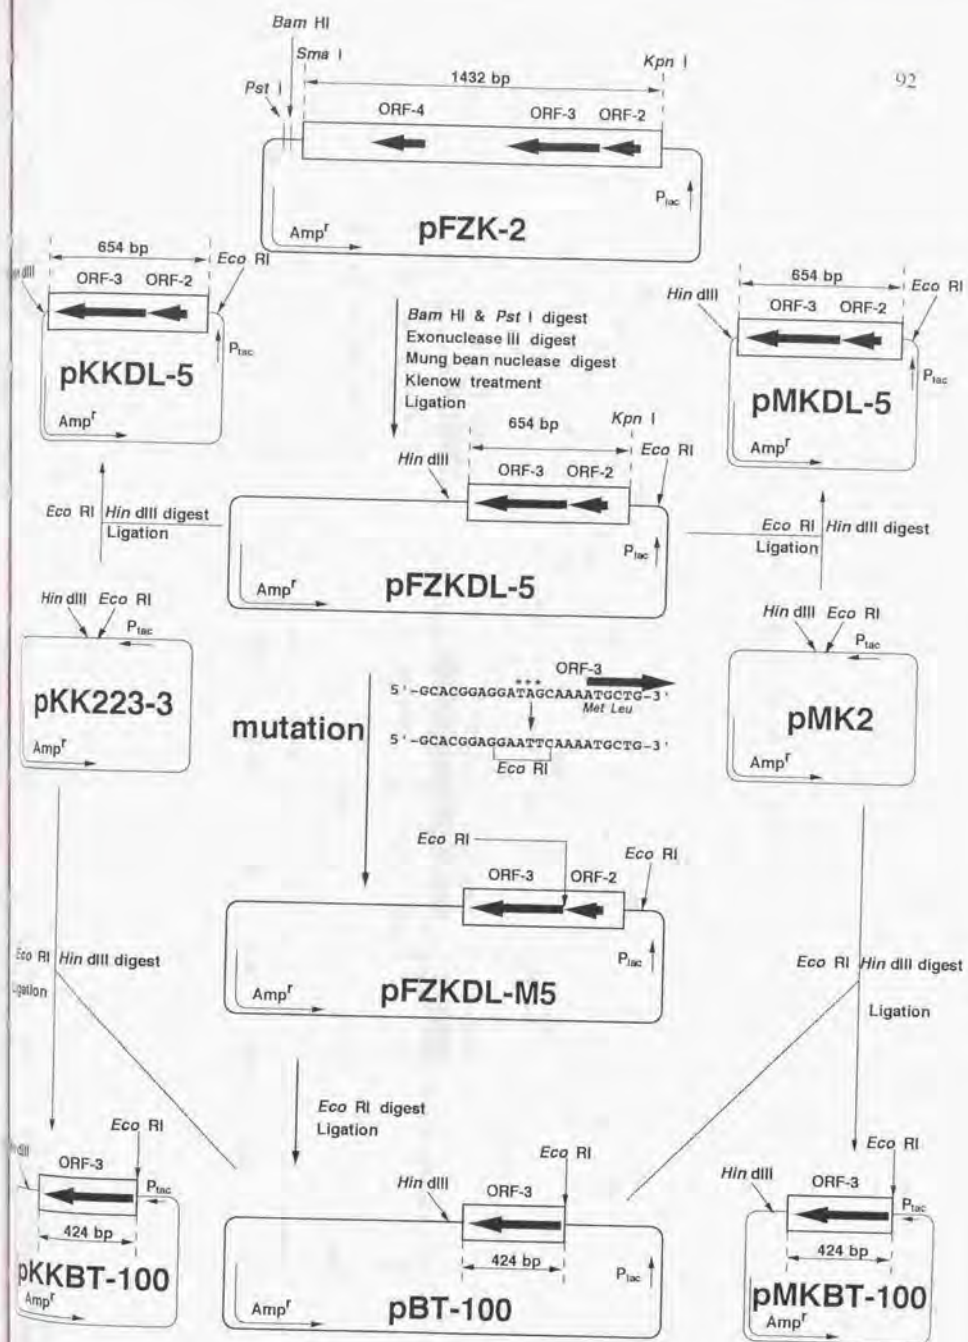 92
Bam HI
Sma I
Kpn I
Pst I
1432 bp
ORF-4 ORF-3 ORF-2
Plac
Ampr
pFZK-2
654 bp
Eco RI
ORF-3 ORF-2
Ptac
pKKDL-5
Ampr
Bam HI & Pst I digest
Exonuclease III digest
Mung bean nuclease digest
Klenow treatment
Ligation
654 bp
Hin dIII
Eco RI
ORF-3 ORF-2
Ptac
pMKDL-5
Ampr
Kpn I
654 bp
Eco RI
Hin dIII
ORF-3 ORF-2
Plac
Ampr
pFZKDL-5
Eco RI Hin dIII digest
Ligation
Eco RI Hin dIII digest
Ligation
Hin dIII Eco RI
Ptac
pKK223-3
Ampr
Hin dIII Eco RI
Ptac
pMK2
Ampr
mutation
ORF-3
***
5'-GCACGGAGGATAGCAAAATGCTG-3'
Met Leu
5'-GCACGGAGGAATTCAAAATGCTG-3'
Eco RI
Eco RI
Eco RI
ORF-3 ORF-2
Plac
Ampr
pFZKDL-M5
Eco RI Hin dIII digest
Ligation
Eco RI Hin dIII digest
Ligation
Eco RI digest
Ligation
Eco RI
ORF-3
Ptac
424 bp
pKKBT-100
Ampr
Eco RI
Hin dIII
ORF-3
424 bp
Plac
Ampr
pBT-100
Eco RI
Hin dIII
ORF-3
Ptac
424 bp
pMKBT-100
Ampr